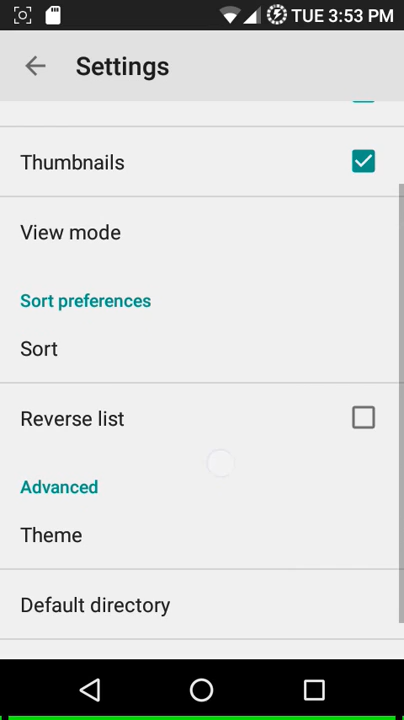 TUE 3:53 PM
Settings
Thumbnails
View mode
Sort preferences
Sort
Reverse list
Advanced
Theme
Default directory